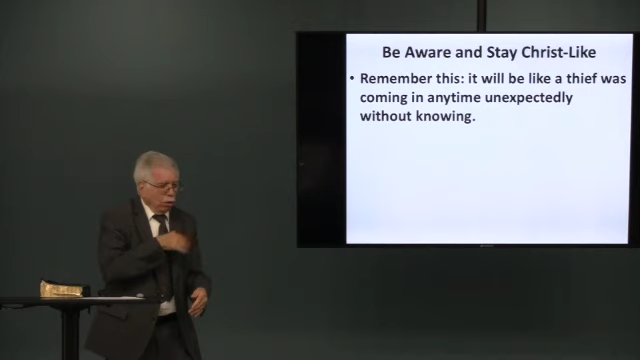 Be Aware and Stay Christ-Like
• Remember this: it will be like a thief was
coming in anytime unexpectedly
without knowing.